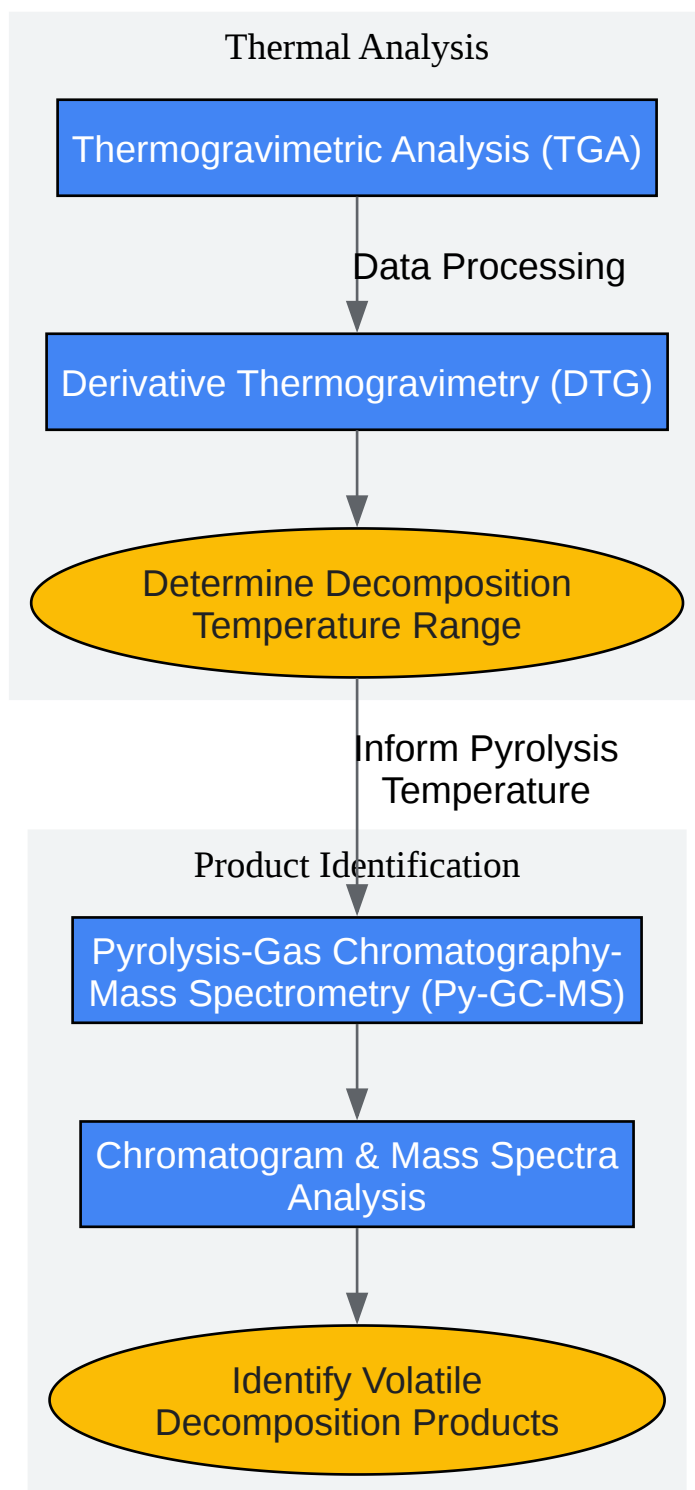 Thermal Analysis
Thermogravimetric Analysis (TGA)
Data Processing
Derivative Thermogravimetry (DTG)
Determine Decomposition
Temperature Range
Inform Pyrolysis
Temperature
Product Identification
Pyrolysis-Gas Chromatography-
Mass Spectrometry (Py-GC-MS)
Chromatogram & Mass Spectra
Analysis
Identify Volatile
Decomposition Products